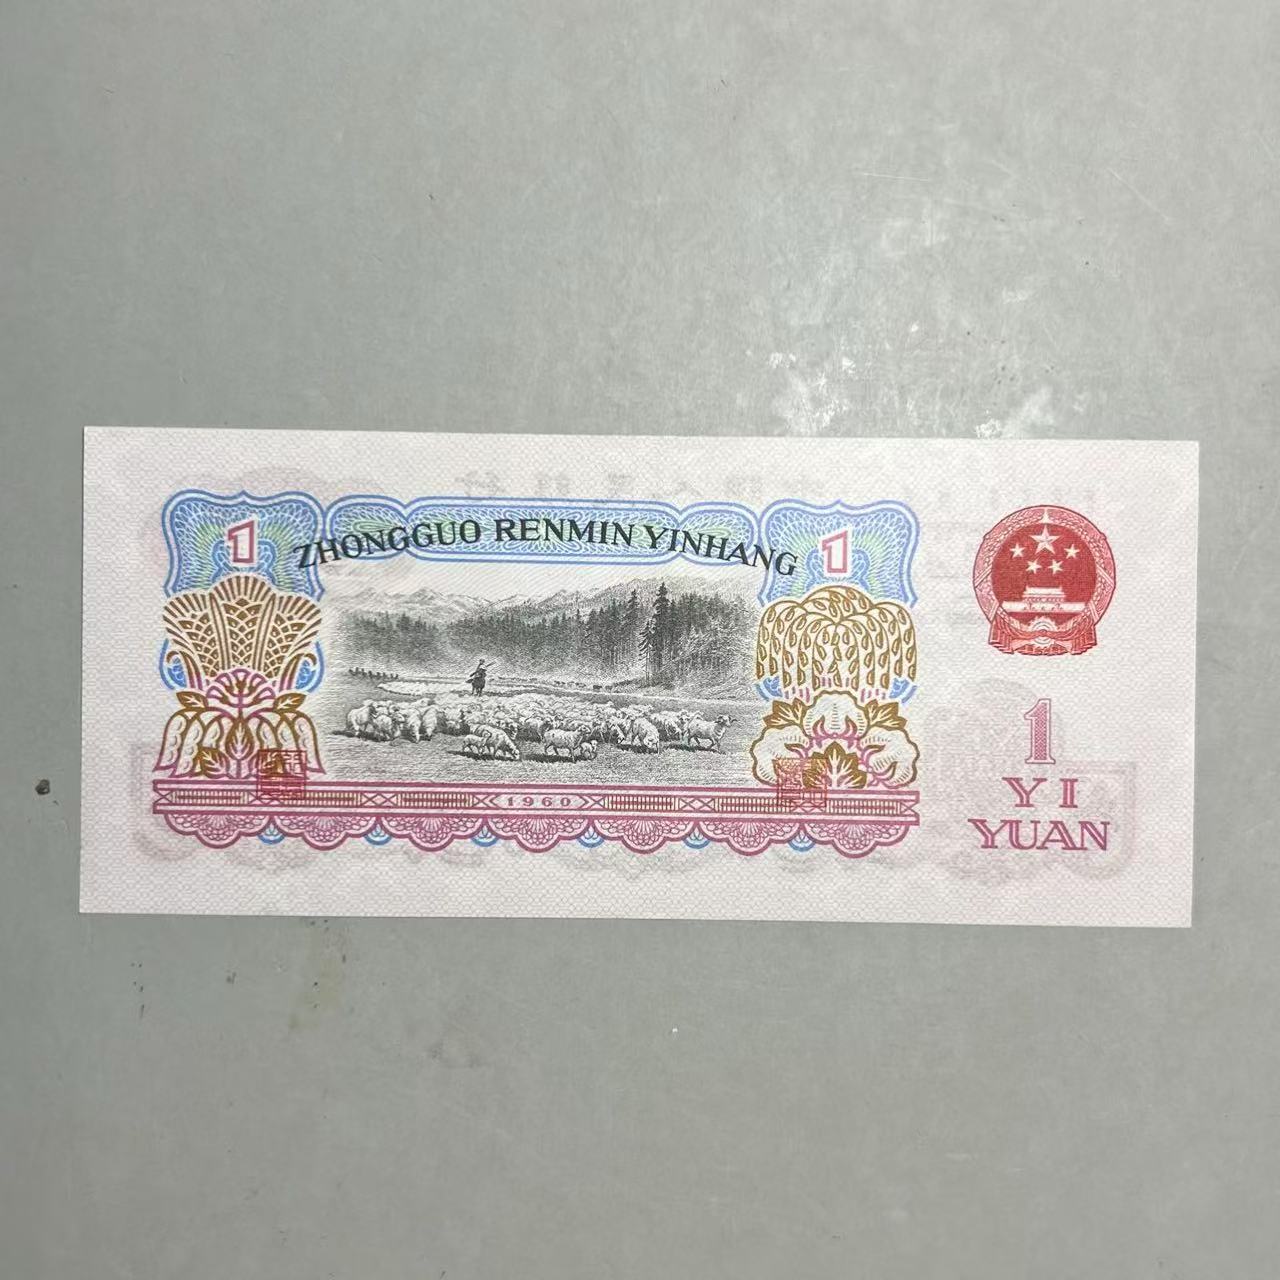 1
ZHONGGUO RENMIN YINHANG
1
1960
1
YI
YUAN